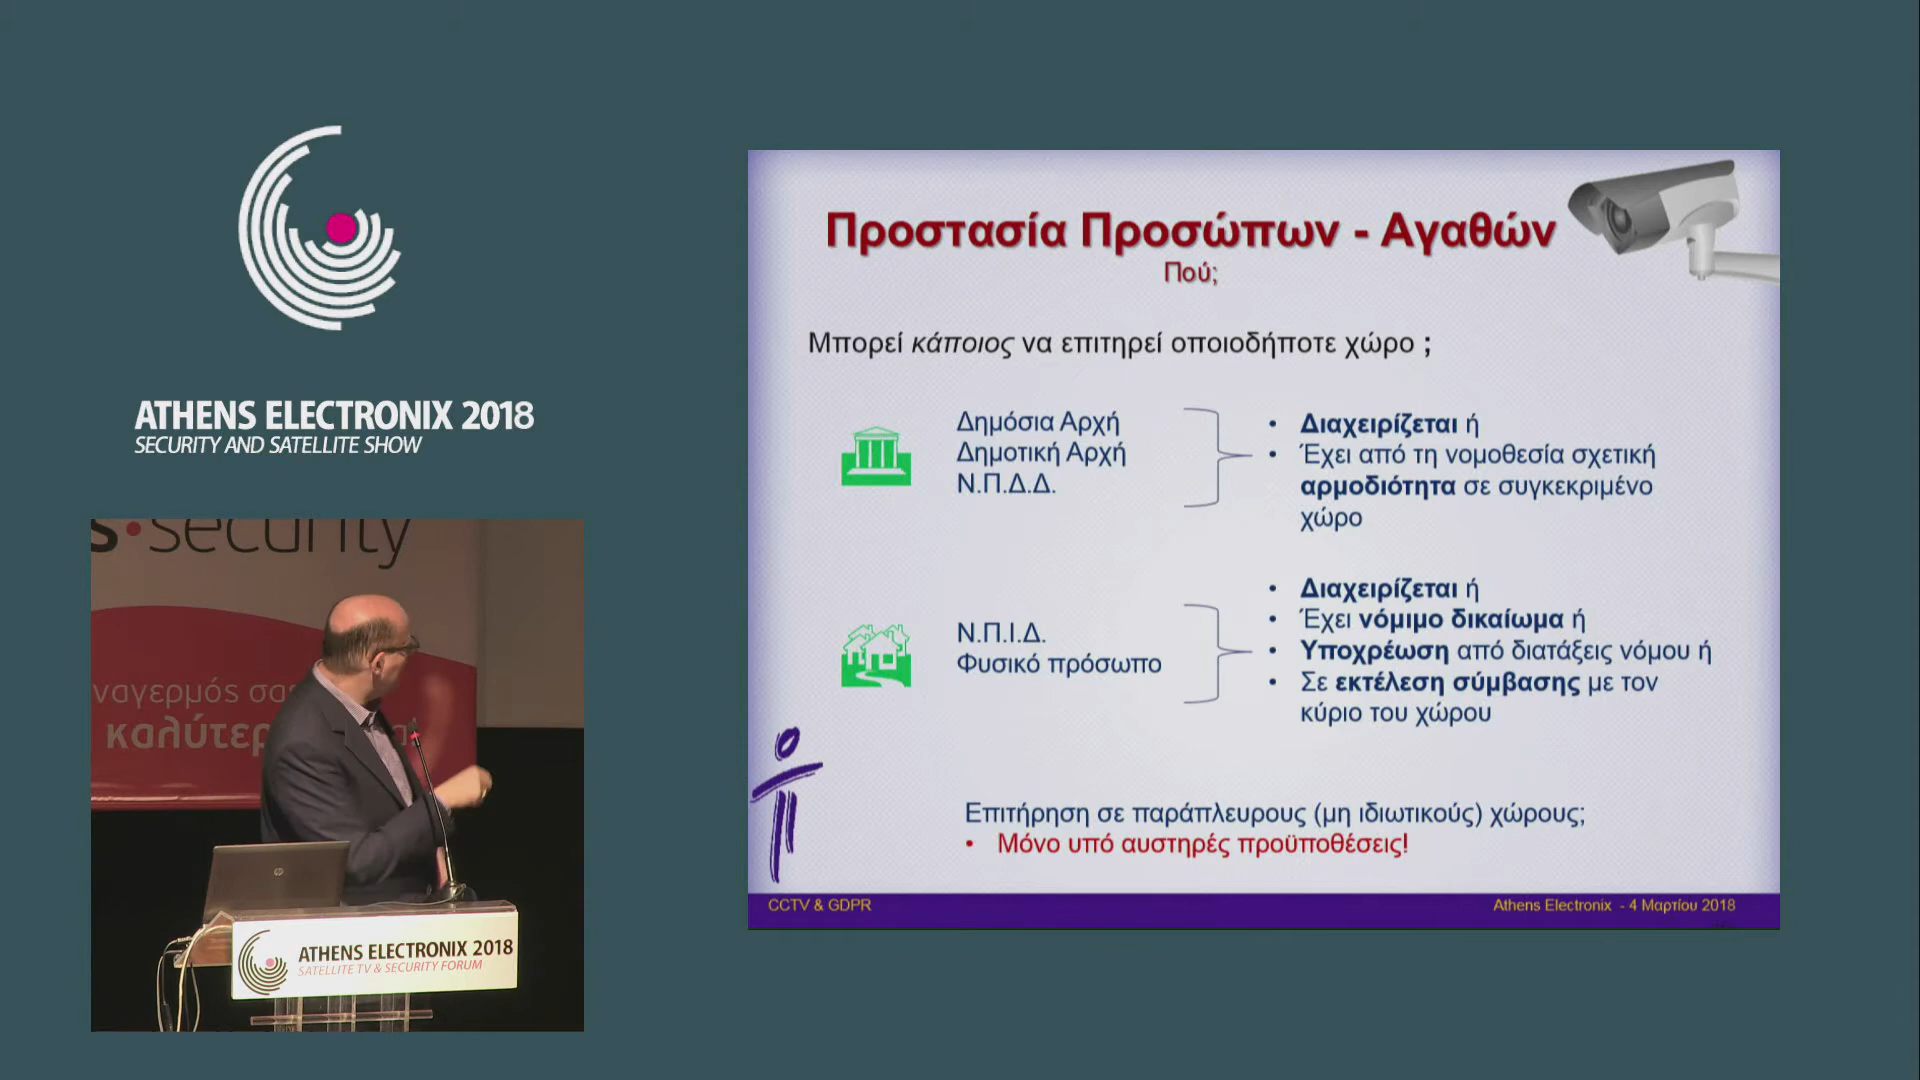 ATHENS ELECTRONIX 2018
SECURITY AND SATELLITE SHOW
s•security
ναγερμός σας
καλύτερ
ATHENS ELECTRONIX 2018
SATELLITE TV & SECURITY FORUM
Προστασία Προσώπων - Αγαθών
Πού;
Μπορεί κάποιος να επιτηρεί οποιοδήποτε χώρο ;
Δημόσια Αρχή
Δημοτική Αρχή
Ν.Π.Δ.Δ.
• Διαχειρίζεται ή
• Έχει από τη νομοθεσία σχετική
αρμοδιότητα σε συγκεκριμένο
χώρο
Ν.Π.Ι.Δ.
Φυσικό πρόσωπο
• Διαχειρίζεται ή
• Έχει νόμιμο δικαίωμα ή
• Υποχρέωση από διατάξεις νόμου ή
• Σε εκτέλεση σύμβασης με τον
κύριο του χώρου
Επιτήρηση σε παράπλευρους (μη ιδιωτικούς) χώρους;
• Μόνο υπό αυστηρές προϋποθέσεις!
CCTV & GDPR
Athens Electronix - 4 Μαρτίου 2018